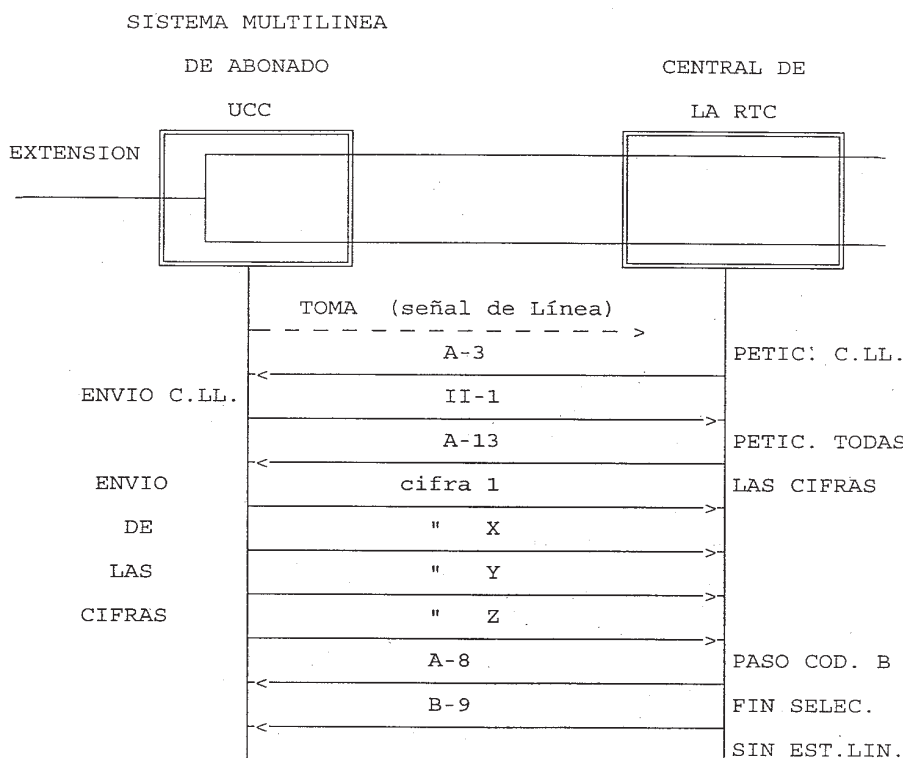 SISTEMA MULTILINEA
DE ABONADO
UCC
CENTRAL DE
LA RTC
EXTENSION
TOMA (señal de Línea)
A-3
PETIC. C.LL.
ENVIO C.LL.
II-1
A-13
PETIC. TODAS
ENVIO
cifra 1
LAS CIFRAS
DE
" X
LAS
" Y
CIFRAS
" Z
A-8
PASO COD. B
B-9
FIN SELEC.
SIN EST.LIN.